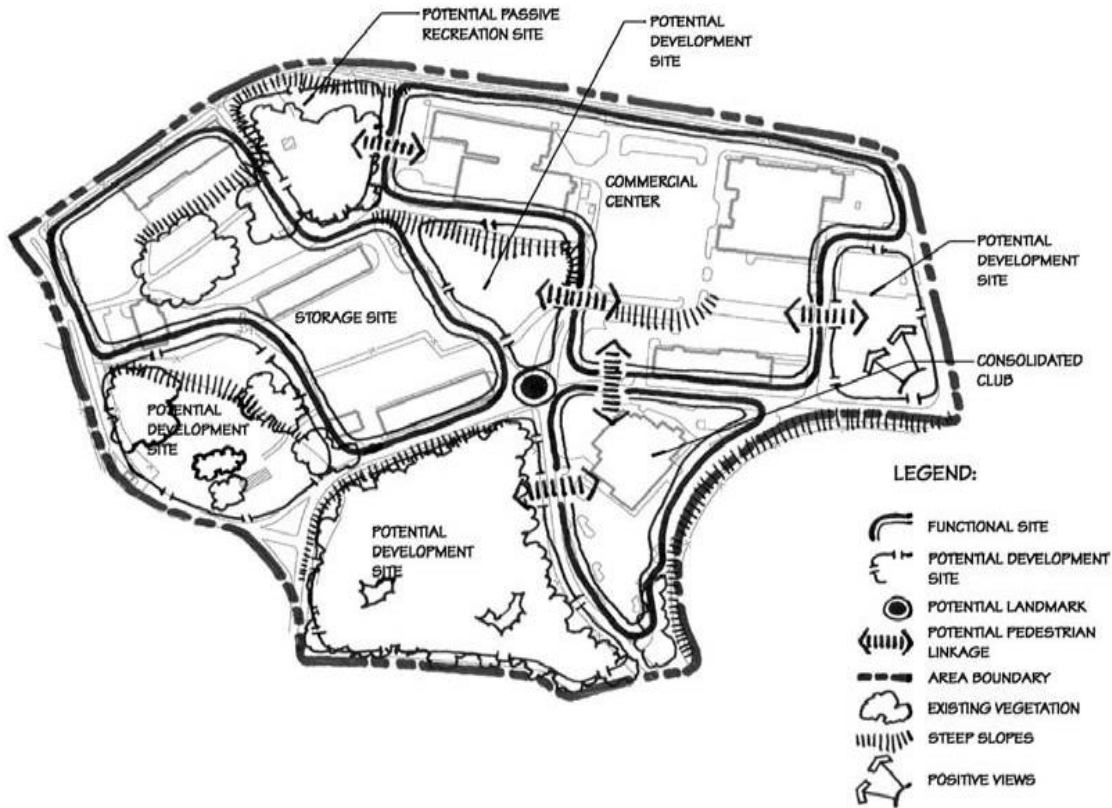 POTENTIAL PASSIVE
RECREATION SITE
POTENTIAL
DEVELOPMENT
SITE
COMMERCIAL
CENTER
POTENTIAL
DEVELOPMENT
SITE
STORAGE SITE
CONSOLIDATED
CLUB
POTENTIAL
DEVELOPMENT
SITE
POTENTIAL
DEVELOPMENT
SITE
LEGEND:
FUNCTIONAL SITE
POTENTIAL DEVELOPMENT
SITE
POTENTIAL LANDMARK
POTENTIAL PEDESTRIAN
LINKAGE
AREA BOUNDARY
EXISTING VEGETATION
STEEP SLOPES
POSITIVE VIEWS